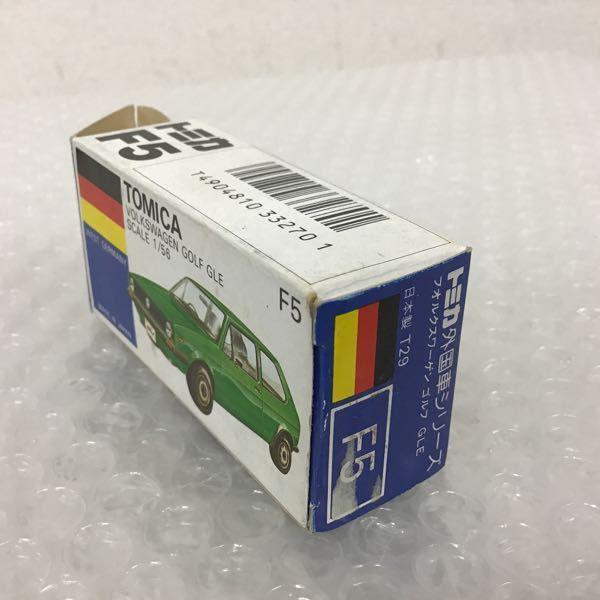 トミカ
F5
T4904810 332701
TOMICA
VOLKSWAGEN GOLF GLE
SCALE 1/56
F5
WEST GERMANY
MADE IN JAPAN
トミカ外国車シリーズ
フォルクスワーゲン ゴルフ GLE
日本製 T29
F5